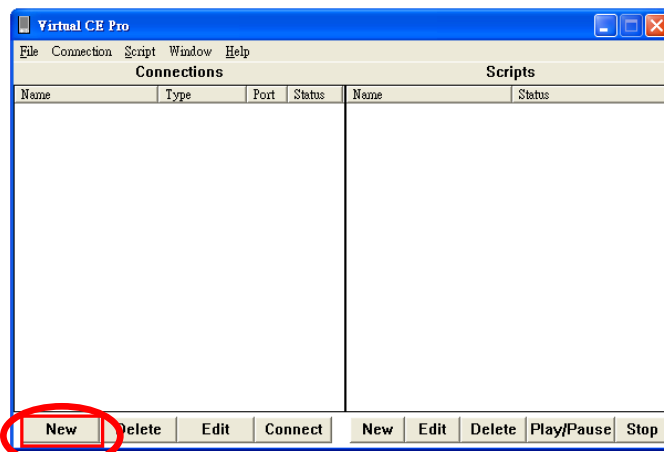 Virtual CE Pro
File Connection Script Window Help
Connections Scripts
Name Type Port Status Name Status
New Delete Edit Connect New Edit Delete Play/Pause Stop